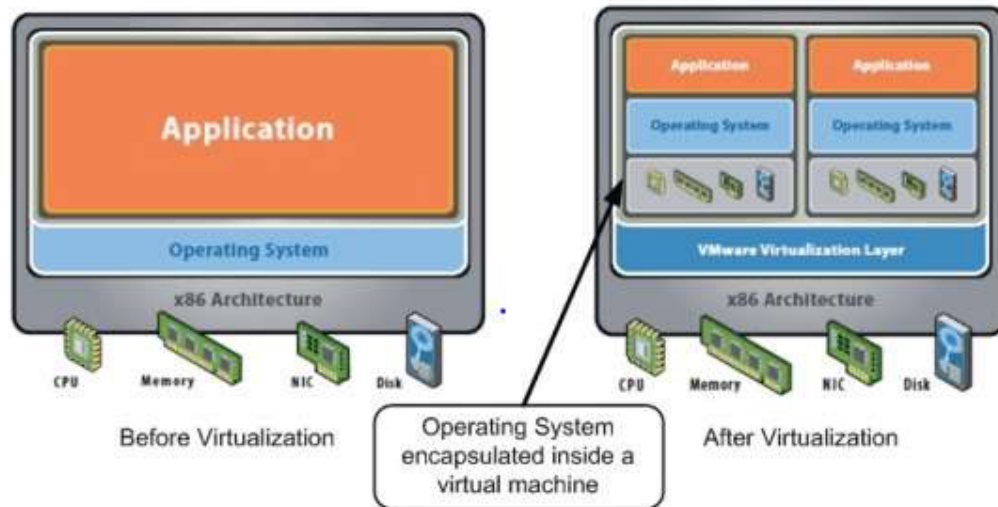 Application
Operating System
x86 Architecture
CPU
Memory
NIC
Disk
Before Virtualization
Application
Application
Operating System
Operating System
VMware Virtualization Layer
x86 Architecture
CPU
Memory
NIC
Disk
After Virtualization
Operating System
encapsulated inside a
virtual machine